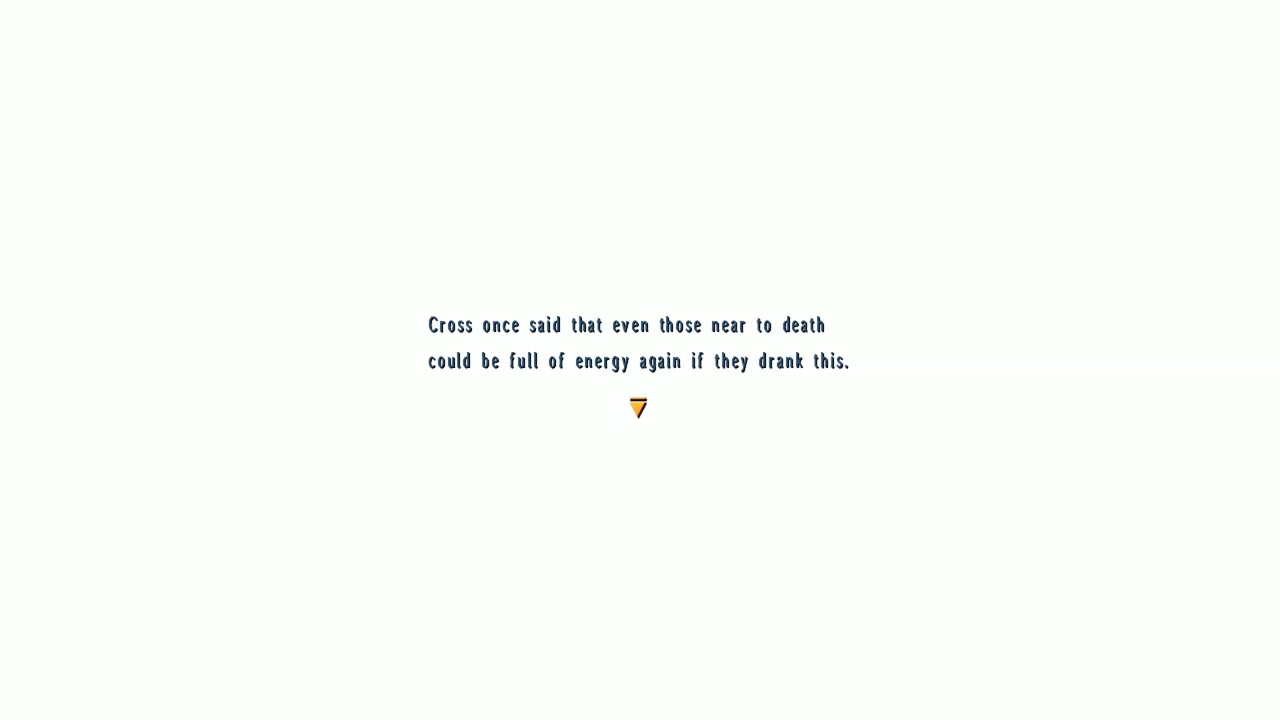 Cross once said that even those near to death
could be full of energy again if they drank this.